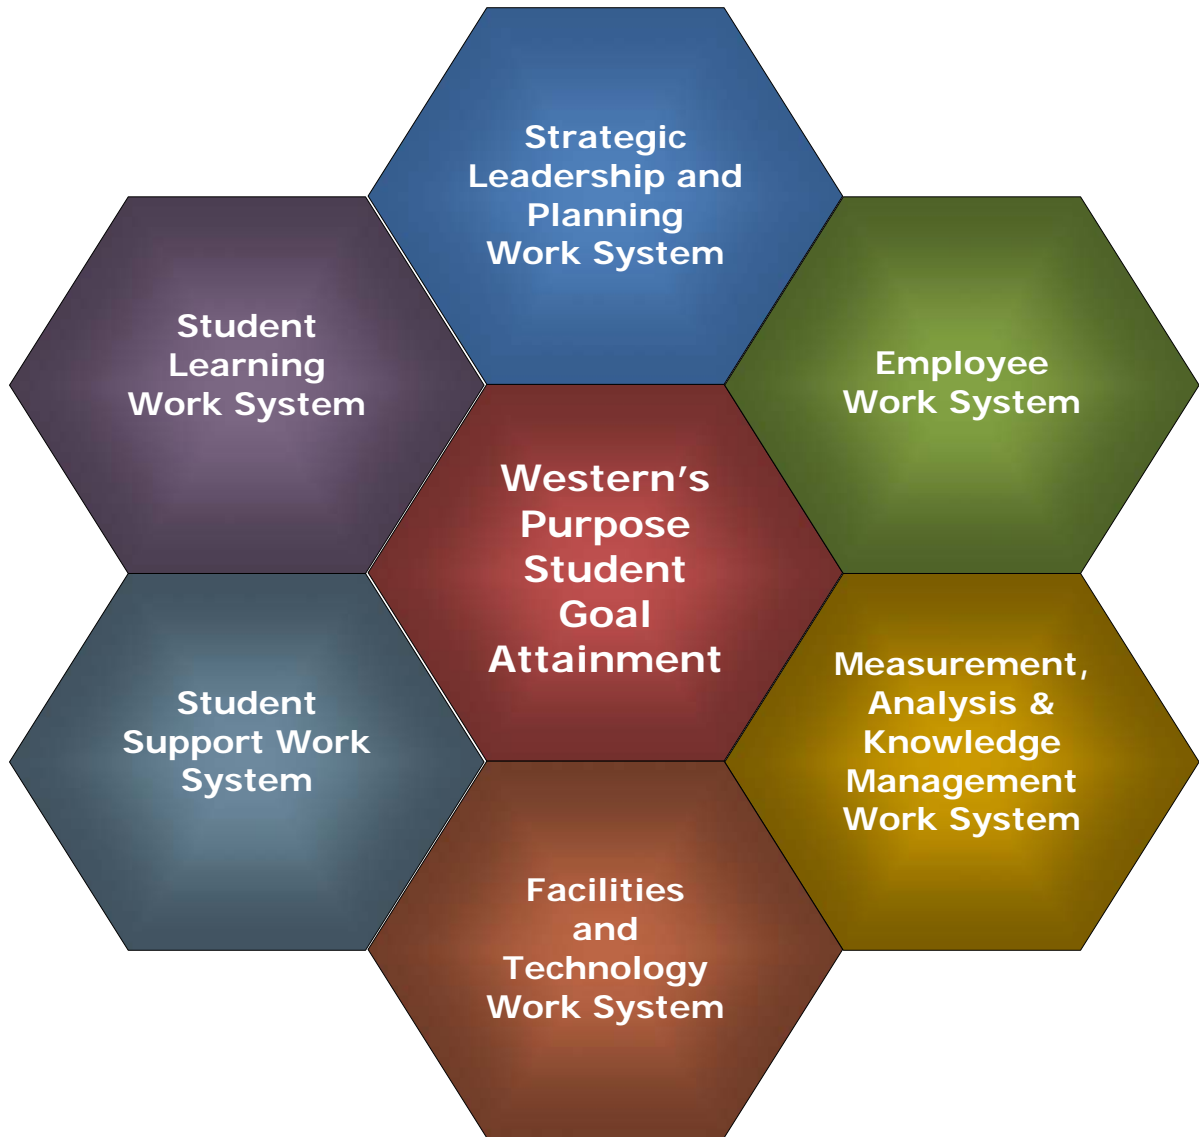 Strategic
Leadership and
Planning
Work System
Student
Learning
Work System
Employee
Work System
Western’s
Purpose
Student
Goal
Attainment
Student
Support Work
System
Measurement,
Analysis &
Knowledge
Management
Work System
Facilities
and
Technology
Work System